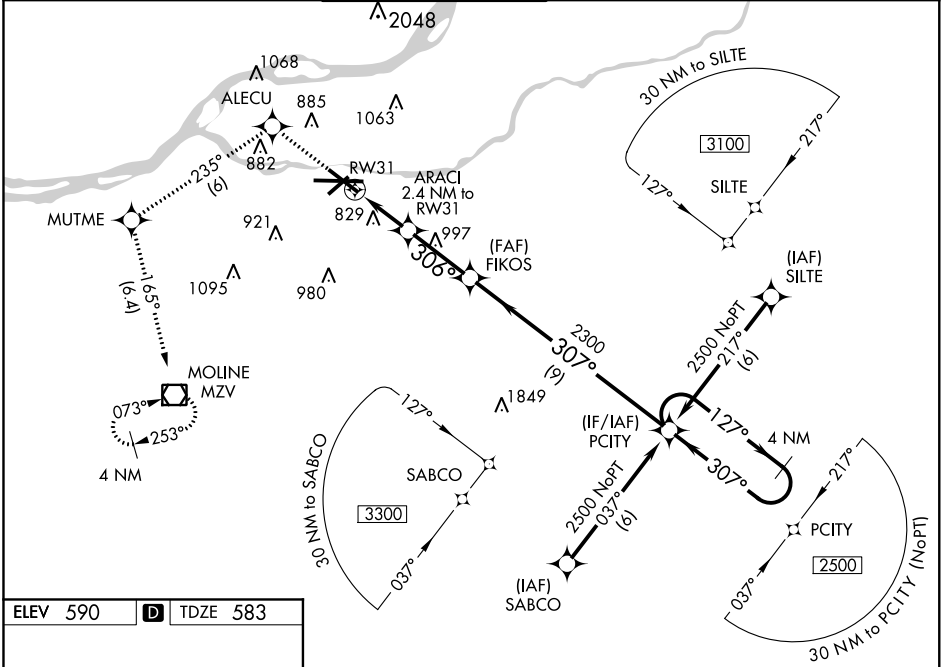 2048
1068
ALECU
885
1063
882
RW31
ARACI
2.4 NM to
RW31
235°
(6)
MUTME
921
829
997
306°
(FAF)
FIKOS
1095
980
165°
(6.4)
30 NM to SILTE
3100
217°
127°
SILTE
(IAF)
SILTE
2500 NoPT
217°
(6)
2300
307°
(9)
MOLINE
MZV
073°
253°
4 NM
1849
(IF/IAF)
PCITY
127°
4 NM
307°
127°
SABCO
30 NM to SABCO
3300
037°
2500 NoPT
037°
(6)
(IAF)
SABCO
217°
PCITY
2500
037°
30 NM to PCITY (NoPT)
ELEV 590 D TDZE 583